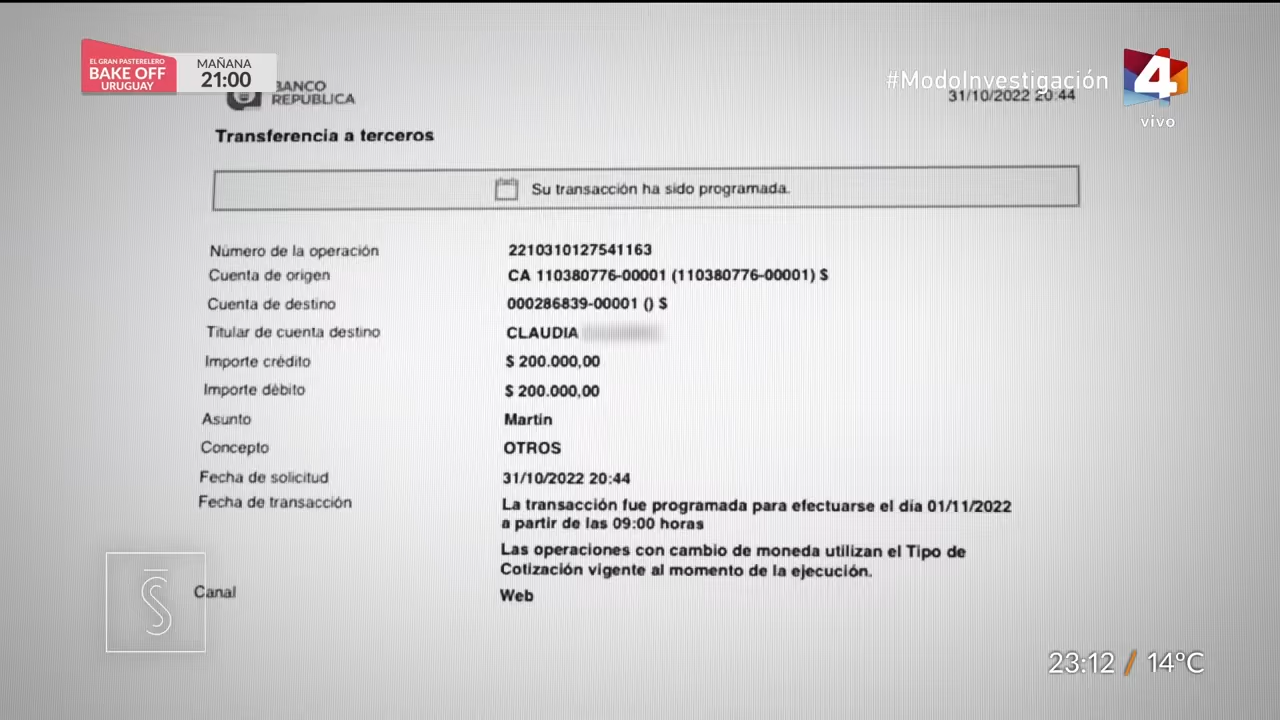 EL GRAN PASTERELERO
BAKE OFF
URUGUAY
MAÑANA
21:00
#ModoInvestigación
4
vivo
BANCO
REPUBLICA
31/10/2022 20:44
Transferencia a terceros
Su transacción ha sido programada.
Número de la operación 2210310127541163
Cuenta de origen CA 110380776-00001 (110380776-00001) $
Cuenta de destino 000286839-00001 () $
Titular de cuenta destino CLAUDIA
Importe crédito $ 200.000,00
Importe débito $ 200.000,00
Asunto Martin
Concepto OTROS
Fecha de solicitud 31/10/2022 20:44
Fecha de transacción La transacción fue programada para efectuarse el día 01/11/2022
a partir de las 09:00 horas
Las operaciones con cambio de moneda utilizan el Tipo de
Cotización vigente al momento de la ejecución.
Canal Web
S
23:12 / 14°C